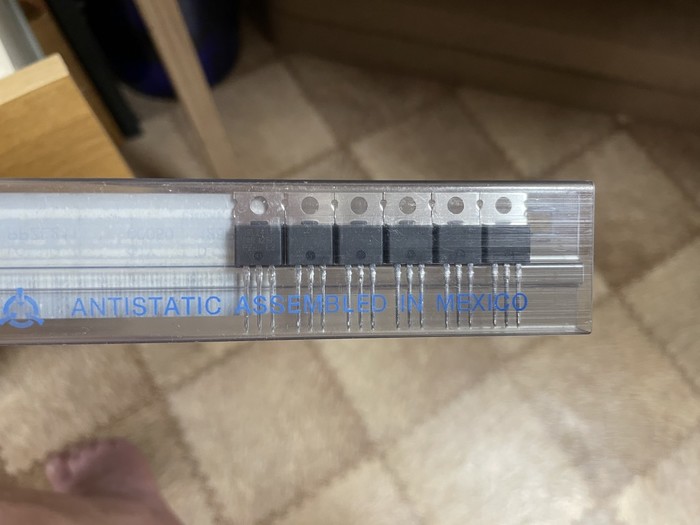 ANTISTATIC ASSEMBLED IN MEXICO